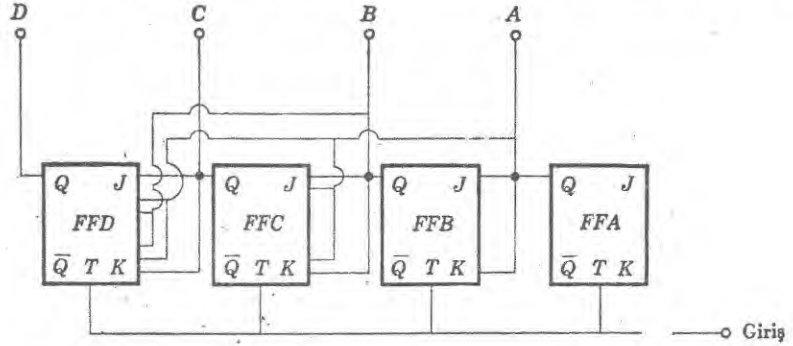 D C B A
Q J Q J Q J Q J
FFD FFC FFB FFA
Q̅ T K Q̅ T K Q̅ T K Q̅ T K
Giriş